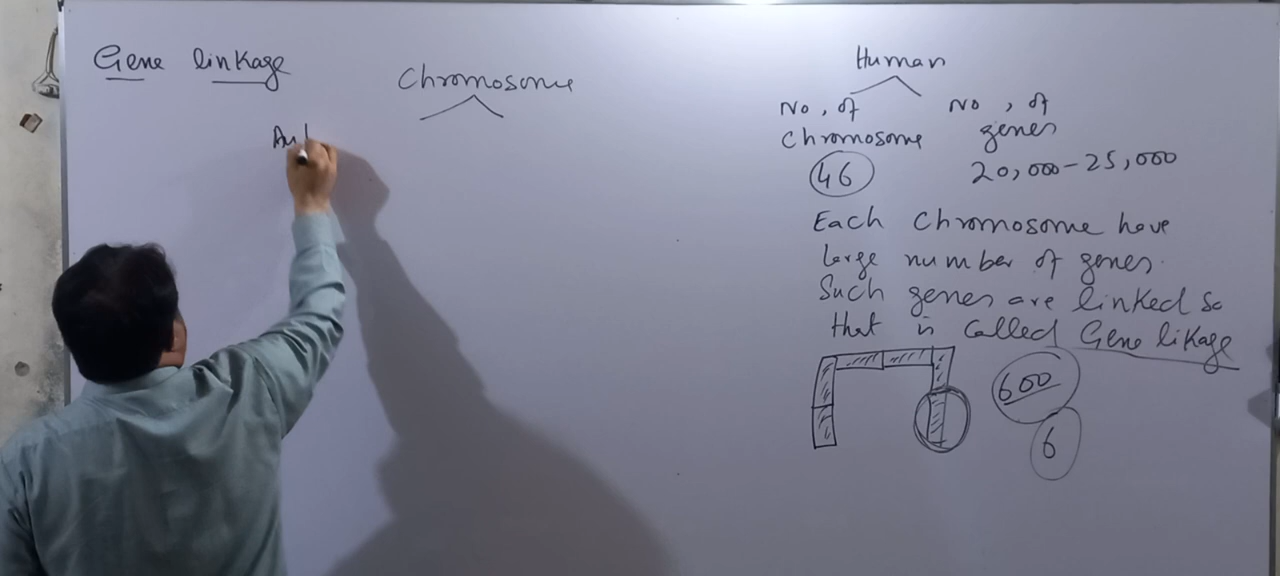 Gene linkage
Chromosome
Aut
Human
No, of
chromosome
46
No, of
genes
20,000-25,000
Each Chromosome have
large number of genes.
Such genes are linked so
that is called Gene likage
600
6